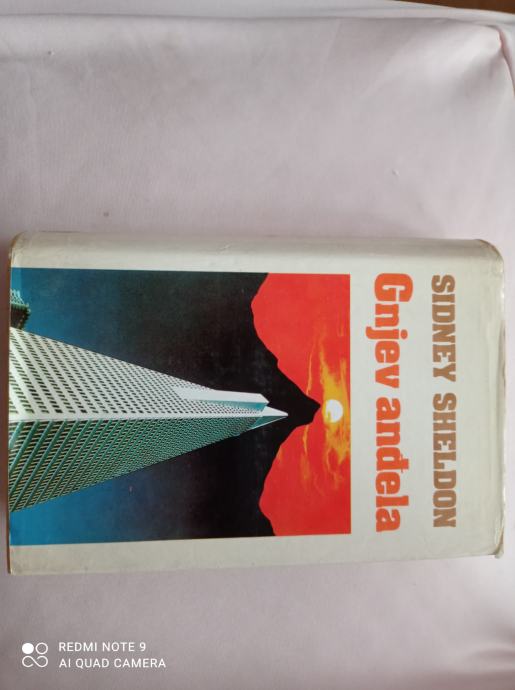 SIDNEY SHELDON
Gnjev anđela
REDMI NOTE 9
AI QUAD CAMERA